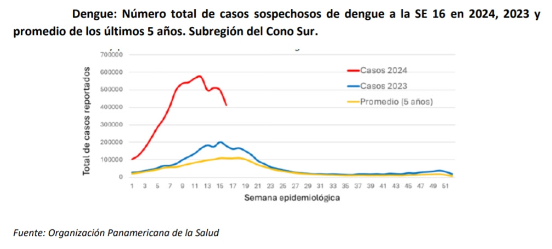 Dengue: Número total de casos sospechosos de dengue a la SE 16 en 2024, 2023 y
promedio de los últimos 5 años. Subregión del Cono Sur.
Total de casos reportados
700000
600000
500000
400000
300000
200000
100000
0
Casos 2024
Casos 2023
Promedio (5 años)
1 3 5 7 9 11 13 15 17 19 21 23 25 27 29 31 33 35 37 39 41 43 45 47 49 51
Semana epidemiológica
Fuente: Organización Panamericana de la Salud